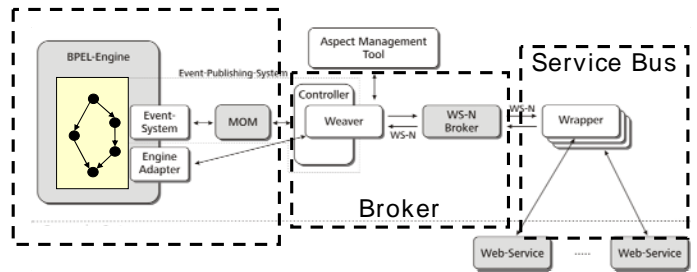 BPEL-Engine
Event-Publishing-System
Event-
System
Engine
Adapter
MOM
Aspect Management
Tool
Controller
Weaver
WS-N
WS-N
Broker
Broker
Service Bus
WS-N
Wrapper
Web-Service
Web-Service